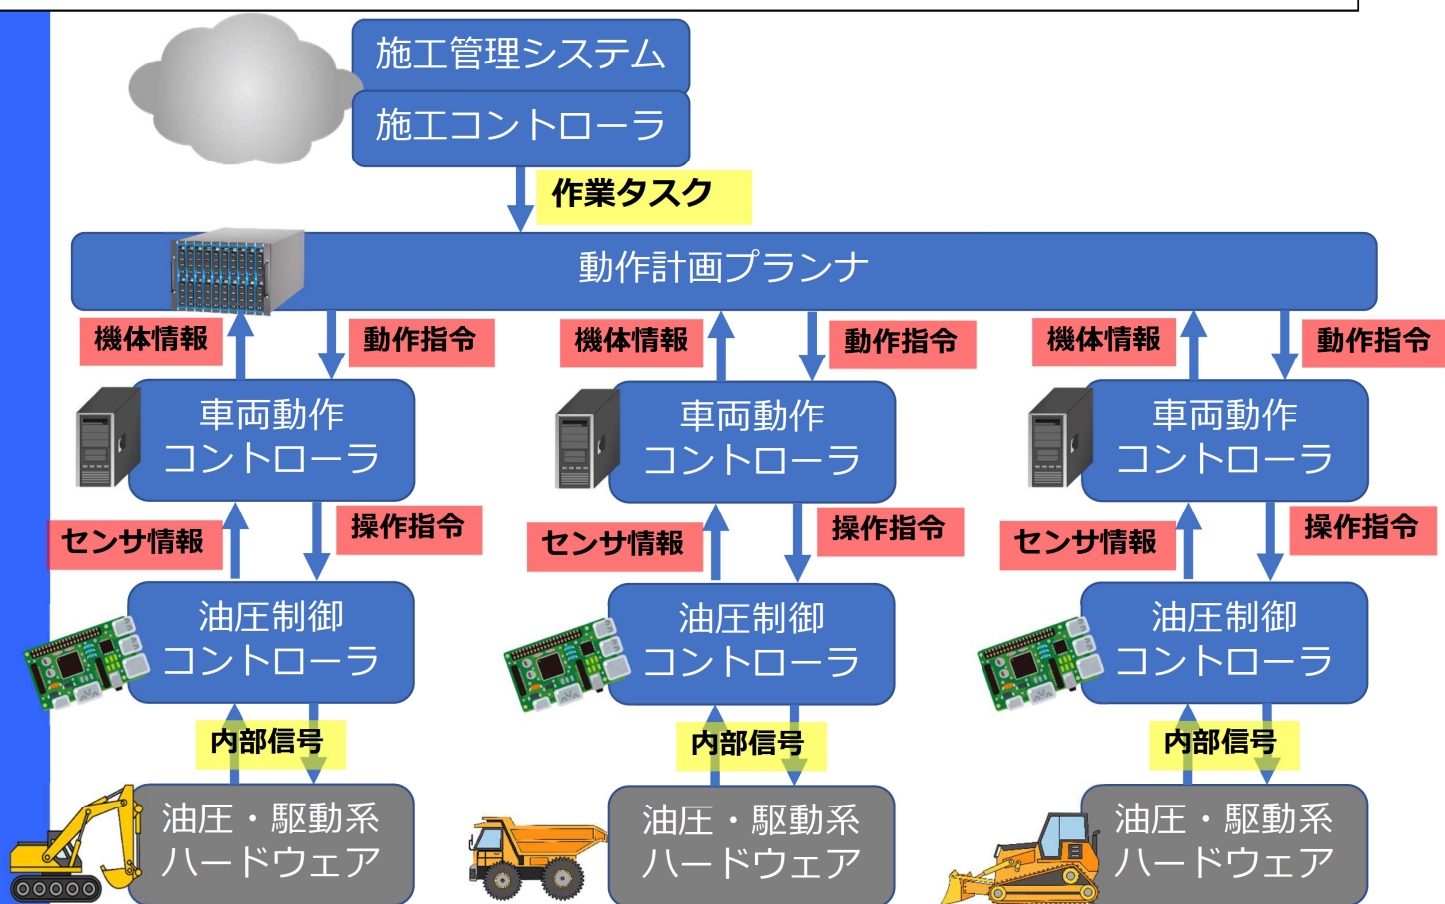 施工管理システム
施工コントローラ
作業タスク
動作計画プランナ
機体情報
動作指令
機体情報
動作指令
機体情報
動作指令
車両動作
コントローラ
車両動作
コントローラ
車両動作
コントローラ
センサ情報
操作指令
センサ情報
操作指令
センサ情報
操作指令
油圧制御
コントローラ
油圧制御
コントローラ
油圧制御
コントローラ
内部信号
内部信号
内部信号
油圧・駆動系
ハードウェア
油圧・駆動系
ハードウェア
油圧・駆動系
ハードウェア